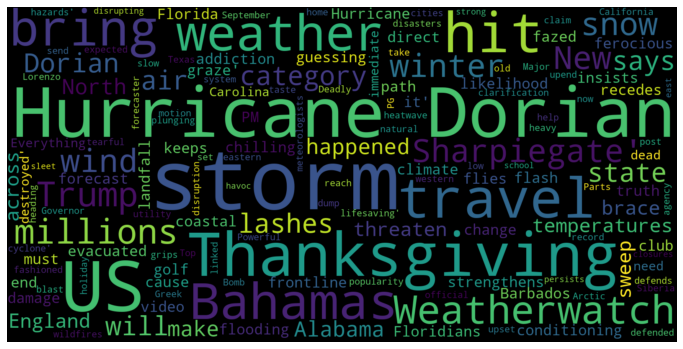 hazards' disrupting Florida September home cities strong California
bring weather hit snow
Hurricane disasters claim
send expected Texas slow guessing direct immediate fazed ferocious Major upend
Dorian addiction category winter New says
Lorenzo system take old clarification
air graze' path likelihood insists recedes
North forecaster Carolina taste Deadly it' PG now east
Hurricane Dorian
motion plunging natural heatwave help heavy
Everything tearful PM chilling happened Sharpiegate'
wind landfall keeps set eastern meteorologists climate low school post dead
storm
destroyed' sleet forecast flies flash state
Trump disruption western Parts truth
across heading havoc reach dump travel agency
Governor coastal lifesaving' brace
millions lashes threaten change temperatures
cyclone' utility Powerful Top linked record closures
must evacuated Thanksgiving sweep club
fashioned holiday grips golf frontline strengthens need Siberia
end blast cause Bomb popularity persists Arctic defends
US Greek official
damage video Bahamas Barbados Weatherwatch
England will make flooding Alabama Floridians upset conditioning
wildfires defended